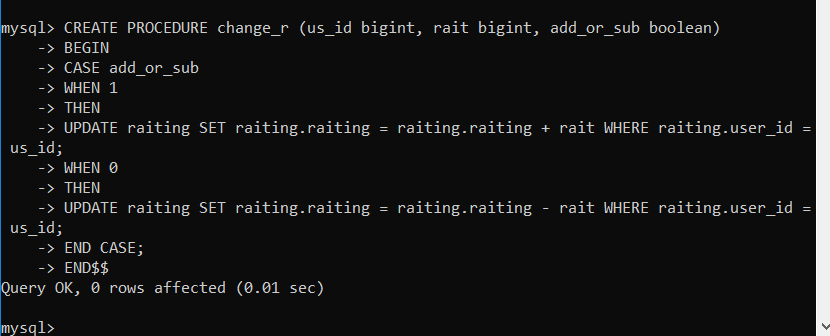 mysql> CREATE PROCEDURE change_r (us_id bigint, rait bigint, add_or_sub boolean)
    -> BEGIN
    -> CASE add_or_sub
    -> WHEN 1
    -> THEN
    -> UPDATE raiting SET raiting.raiting = raiting.raiting + rait WHERE raiting.user_id =
 us_id;
    -> WHEN 0
    -> THEN
    -> UPDATE raiting SET raiting.raiting = raiting.raiting - rait WHERE raiting.user_id =
 us_id;
    -> END CASE;
    -> END$$
Query OK, 0 rows affected (0.01 sec)
mysql>